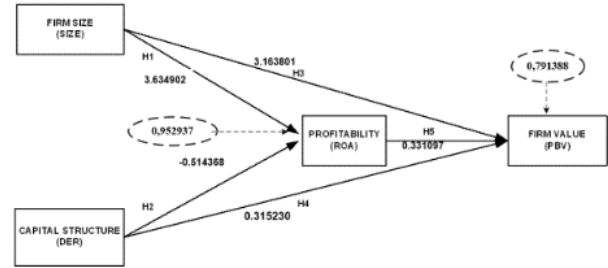 FIRM SIZE
(SIZE)
H1
3.634902
3.163801
H3
0,791388
0,952937
PROFITABILITY
(ROA)
H5
0.331097
FIRM VALUE
(PBV)
-0.514368
H2
H4
0.315230
CAPITAL STRUCTURE
(DER)